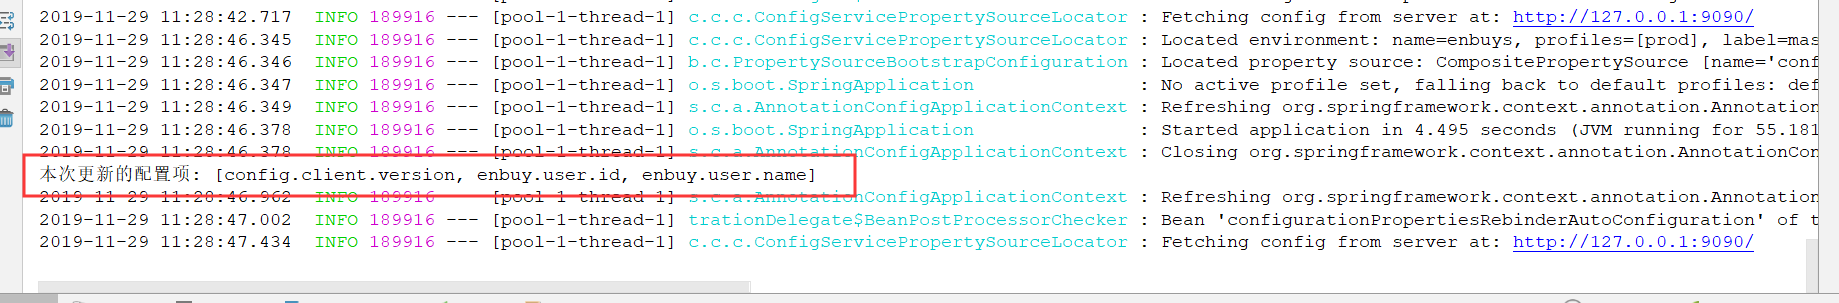 2019-11-29 11:28:42.717  INFO 189916 --- [pool-1-thread-1] c.c.c.ConfigServicePropertySourceLocator : Fetching config from server at: http://127.0.0.1:9090/
2019-11-29 11:28:46.345  INFO 189916 --- [pool-1-thread-1] c.c.c.ConfigServicePropertySourceLocator : Located environment: name=enbuys, profiles=[prod], label=mas
2019-11-29 11:28:46.346  INFO 189916 --- [pool-1-thread-1] b.c.PropertySourceBootstrapConfiguration : Located property source: CompositePropertySource [name='conf
2019-11-29 11:28:46.347  INFO 189916 --- [pool-1-thread-1] o.s.boot.SpringApplication               : No active profile set, falling back to default profiles: def
2019-11-29 11:28:46.349  INFO 189916 --- [pool-1-thread-1] s.c.a.AnnotationConfigApplicationContext : Refreshing org.springframework.context.annotation.Annotation
2019-11-29 11:28:46.378  INFO 189916 --- [pool-1-thread-1] o.s.boot.SpringApplication               : Started application in 4.495 seconds (JVM running for 55.181
2019-11-29 11:28:46.378  INFO 189916 --- [pool-1-thread-1] s.c.a.AnnotationConfigApplicationContext : Closing org.springframework.context.annotation.AnnotationCon
本次更新的配置项: [config.client.version, enbuy.user.id, enbuy.user.name]
2019-11-29 11:28:46.962  INFO 189916 --- [pool-1-thread-1] s.c.a.AnnotationConfigApplicationContext : Refreshing org.springframework.context.annotation.Annotation
2019-11-29 11:28:47.002  INFO 189916 --- [pool-1-thread-1] trationDelegate$BeanPostProcessorChecker : Bean 'configurationPropertiesRebinderAutoConfiguration' of t
2019-11-29 11:28:47.434  INFO 189916 --- [pool-1-thread-1] c.c.c.ConfigServicePropertySourceLocator : Fetching config from server at: http://127.0.0.1:9090/